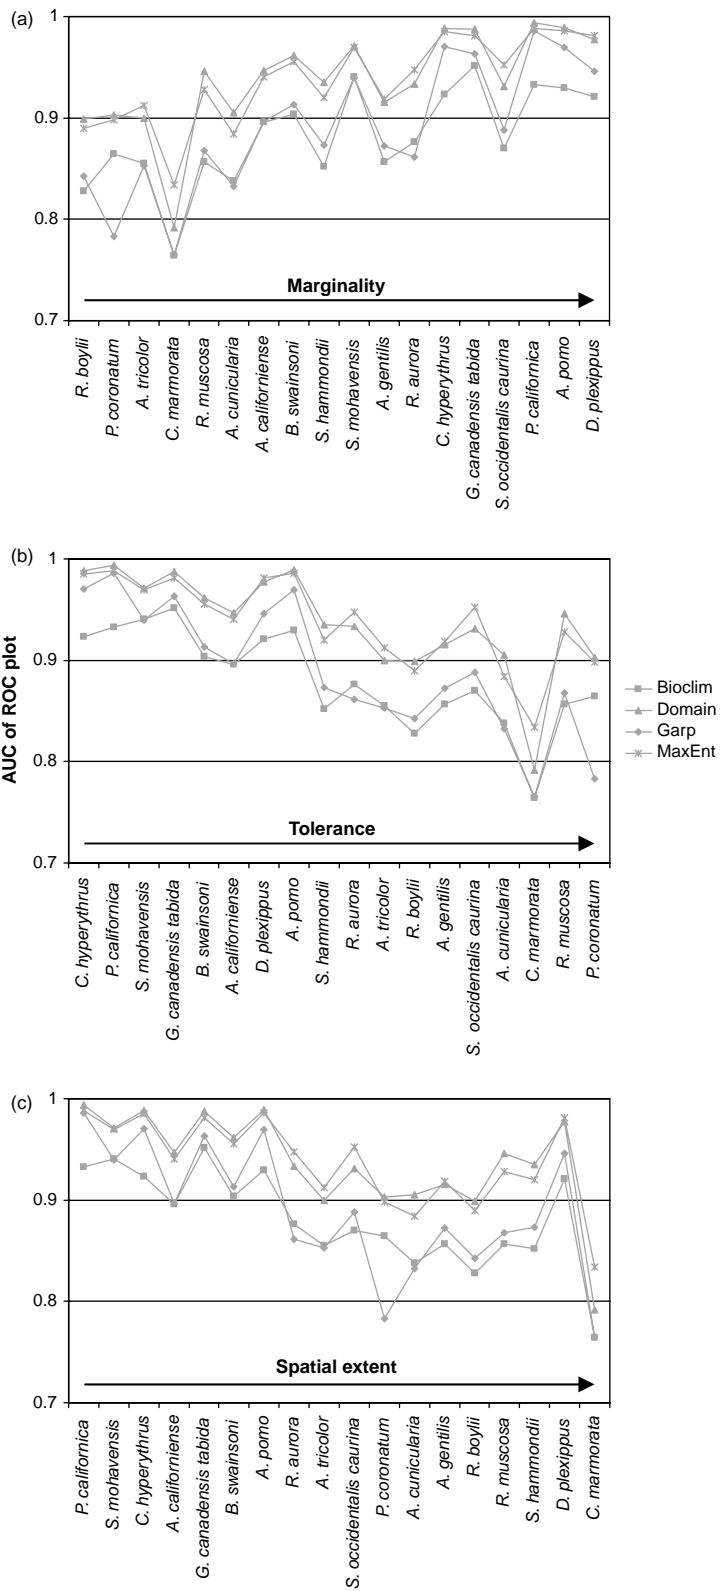 (a)
1
0.9
0.8
0.7
Marginality
R. boylii
P. coronatum
A. tricolor
C. marmorata
R. muscosa
A. cunicularia
A. californiense
B. swainsoni
S. hammondii
S. mohavensis
A. gentilis
R. aurora
C. hyperythrus
G. canadensis tabida
S. occidentalis caurina
P. californica
A. pomo
D. plexippus
(b)
1
0.9
0.8
0.7
AUC of ROC plot
Tolerance
Bioclim
Domain
Garp
MaxEnt
C. hyperythrus
P. californica
S. mohavensis
G. canadensis tabida
B. swainsoni
A. californiense
D. plexippus
A. pomo
S. hammondii
R. aurora
A. tricolor
R. boylii
A. gentilis
S. occidentalis caurina
A. cunicularia
C. marmorata
R. muscosa
P. coronatum
(c)
1
0.9
0.8
0.7
Spatial extent
P. californica
S. mohavensis
C. hyperythrus
A. californiense
G. canadensis tabida
B. swainsoni
A. pomo
R. aurora
A. tricolor
S. occidentalis caurina
P. coronatum
A. cunicularia
A. gentilis
R. boylii
R. muscosa
S. hammondii
D. plexippus
C. marmorata